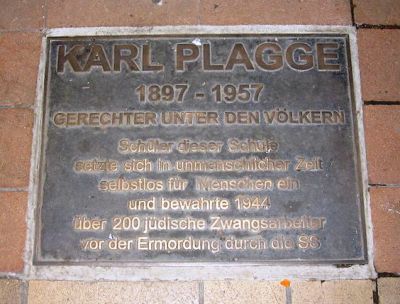 KARL PLAGGE
1897 - 1957
GERECHTER UNTER DEN VÖLKERN
Schüler dieser Schule
setzte sich in unmenschlicher Zeit
selbstlos für Menschen ein
und bewahrte 1944
über 200 jüdische Zwangsarbeiter
vor der Ermordung durch die SS